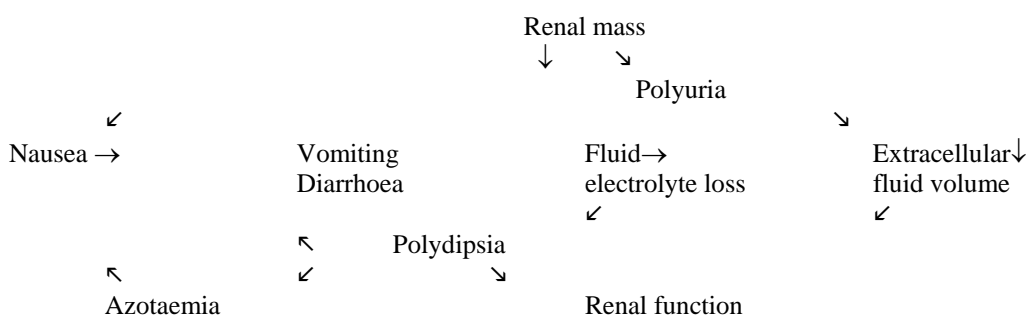 Renal mass
↓ ↘
Polyuria
↙ ↘
Nausea → Vomiting Fluid→ Extracellular↓
Diarrhoea electrolyte loss fluid volume
↙ ↙
↖ Polydipsia
↖ ↙ ↘
Azotaemia Renal function